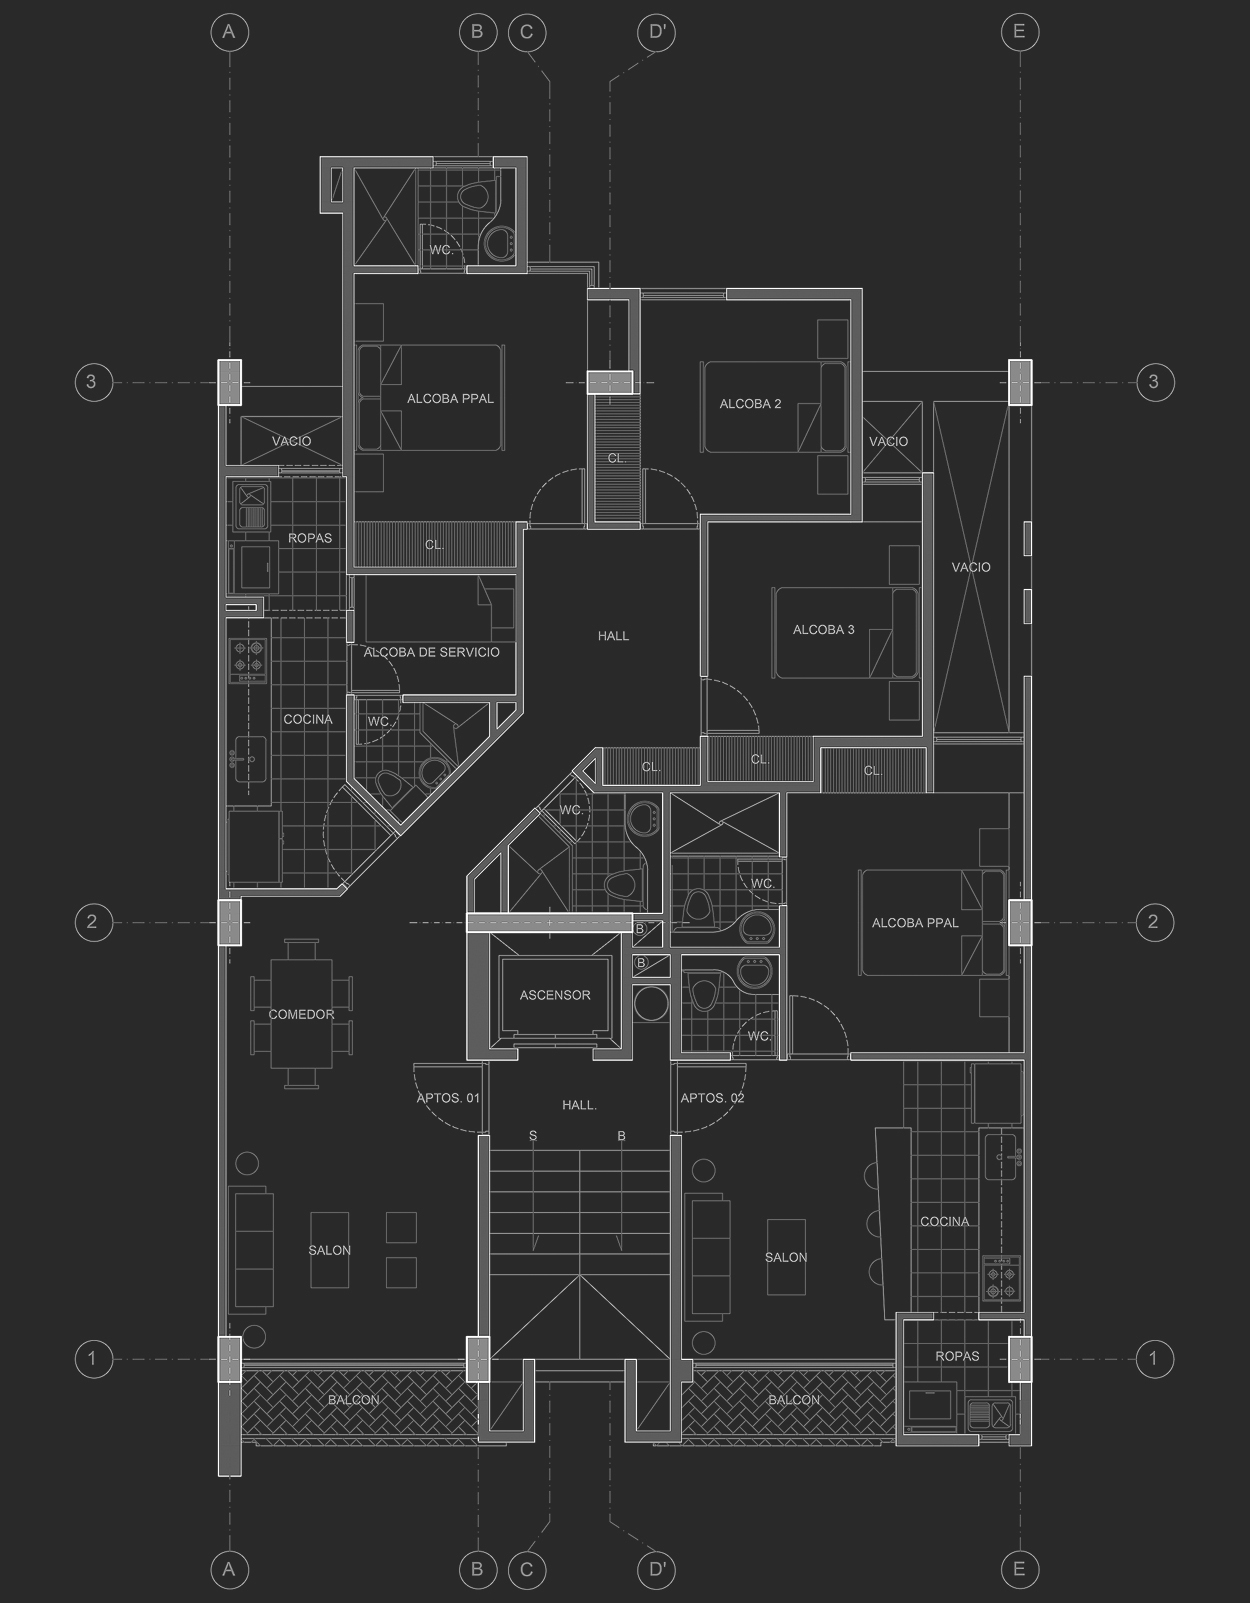 A B C D' E
WC.
3 3
ALCOBA PPAL
ALCOBA 2
VACIO
VACIO
CL.
ROPAS
CL.
VACIO
HALL
ALCOBA 3
ALCOBA DE SERVICIO
COCINA
WC.
CL.
CL.
CL.
WC.
WC.
2 2
ALCOBA PPAL
B
B
ASCENSOR
COMEDOR
WC.
APTOS. 01
HALL.
APTOS. 02
S B
COCINA
SALON
SALON
1 1
ROPAS
BALCON
BALCON
A B C D' E